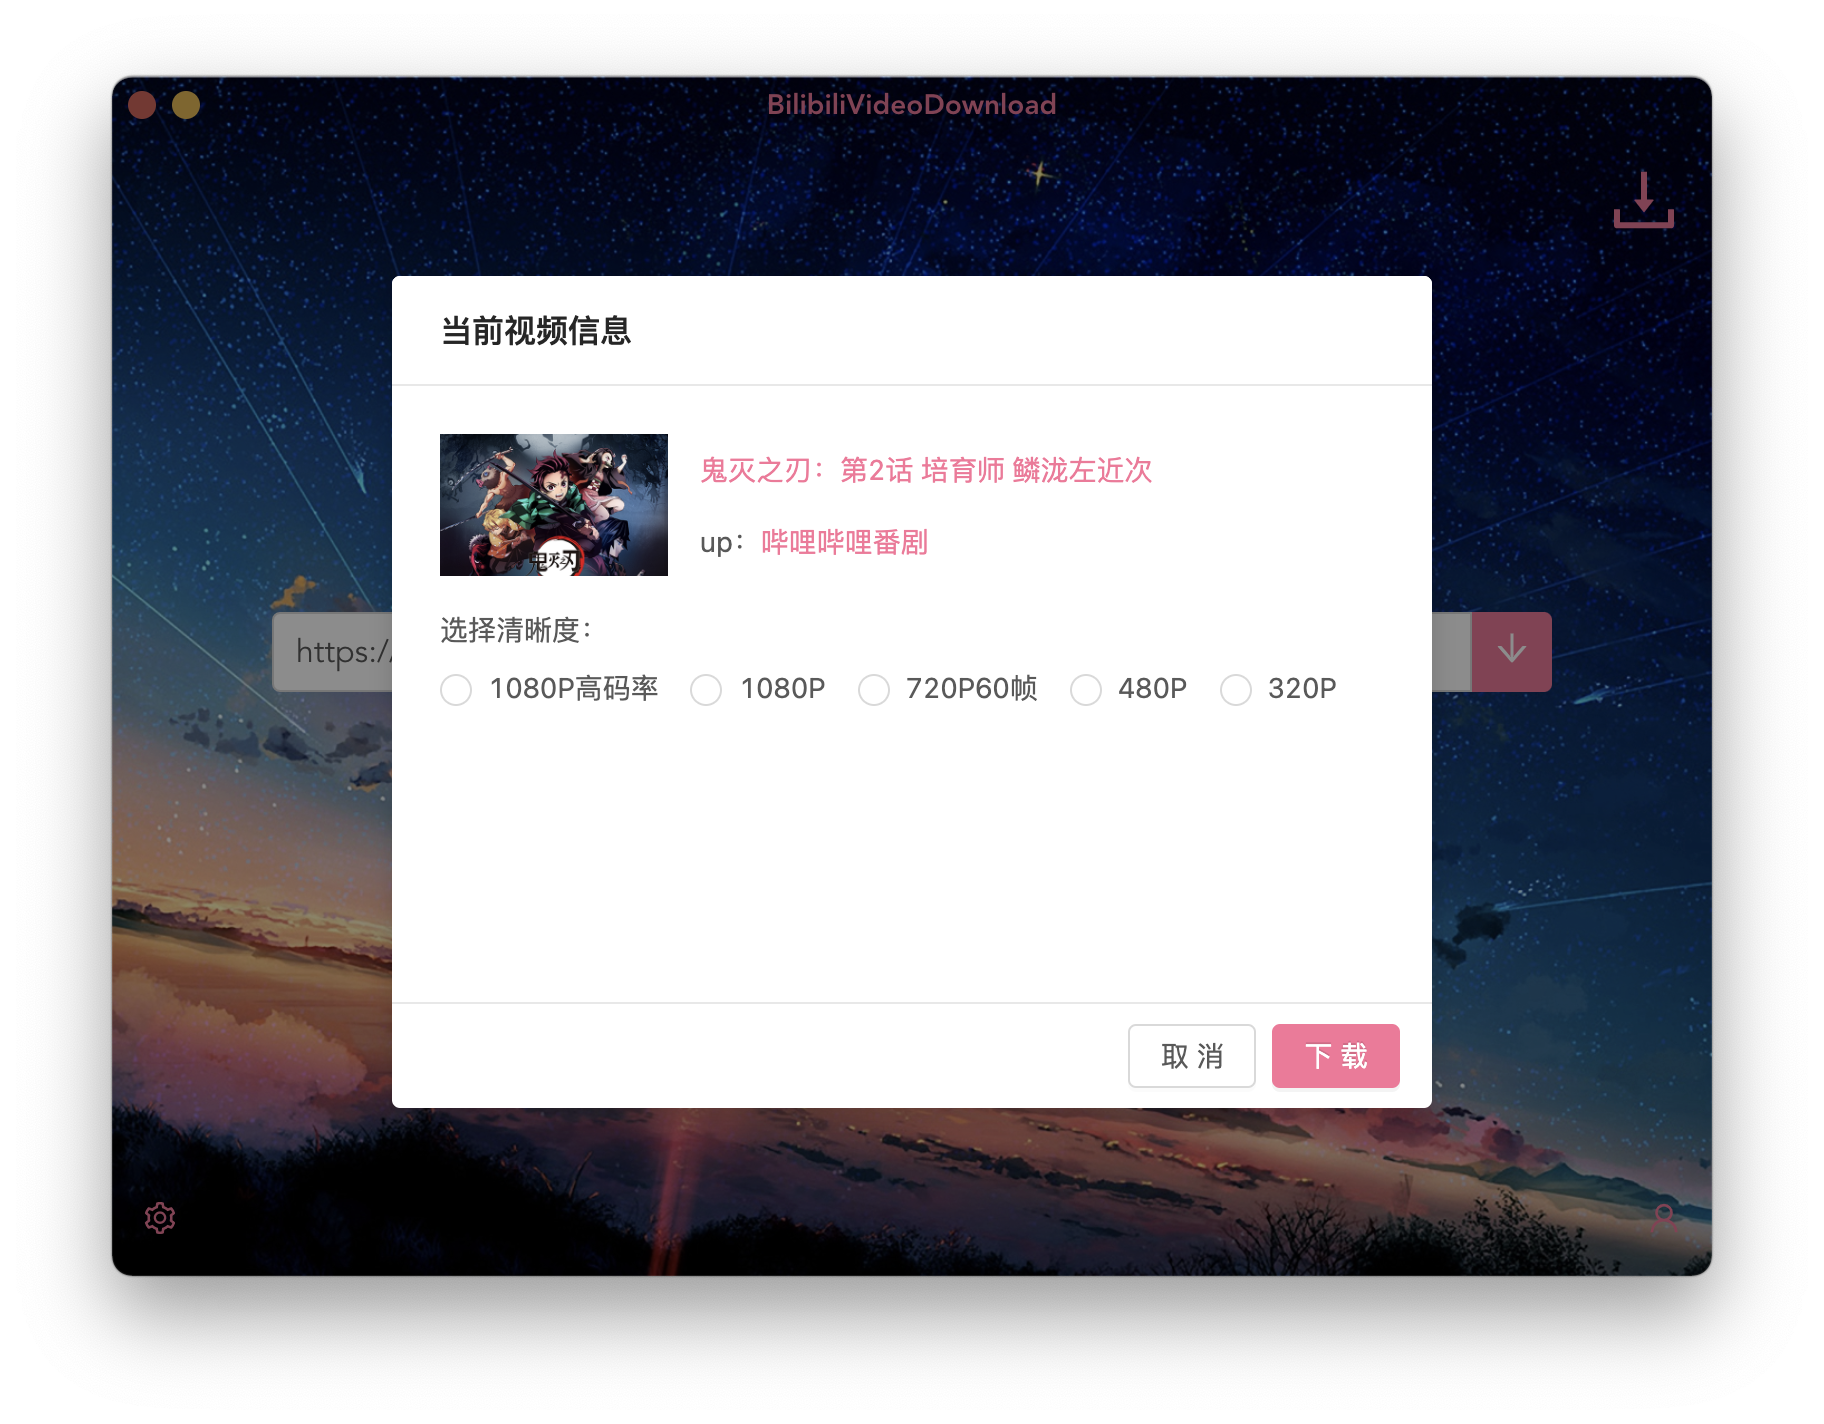 BilibiliVideoDownload
当前视频信息
鬼灭之刃
鬼灭之刃：第2话 培育师 鳞泷左近次
up：哔哩哔哩番剧
选择清晰度：
https:/
1080P高码率 1080P 720P60帧 480P 320P
取 消 下 载